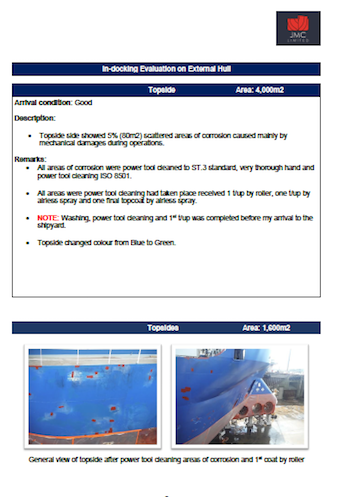 JMC
LIMITED
In-docking Evaluation on External Hull
Topside Area: 4,000m2
Arrival condition: Good
Description:
• Topside side showed 5% (80m2) scattered areas of corrosion caused mainly by
mechanical damages during operations.
Remarks:
• All areas of corrosion were power tool cleaned to ST.3 standard, very thorough hand and
power tool cleaning ISO 8501.
• All areas were power tool cleaning had taken place received 1 t/up by roller, one t/up by
airless spray and one final topcoat by airless spray.
• NOTE: Washing, power tool cleaning and 1st t/up was completed before my arrival to the
shipyard.
• Topside changed colour from Blue to Green.
Topsides Area: 1,600m2
General view of topside after power tool cleaning areas of corrosion and 1st coat by roller